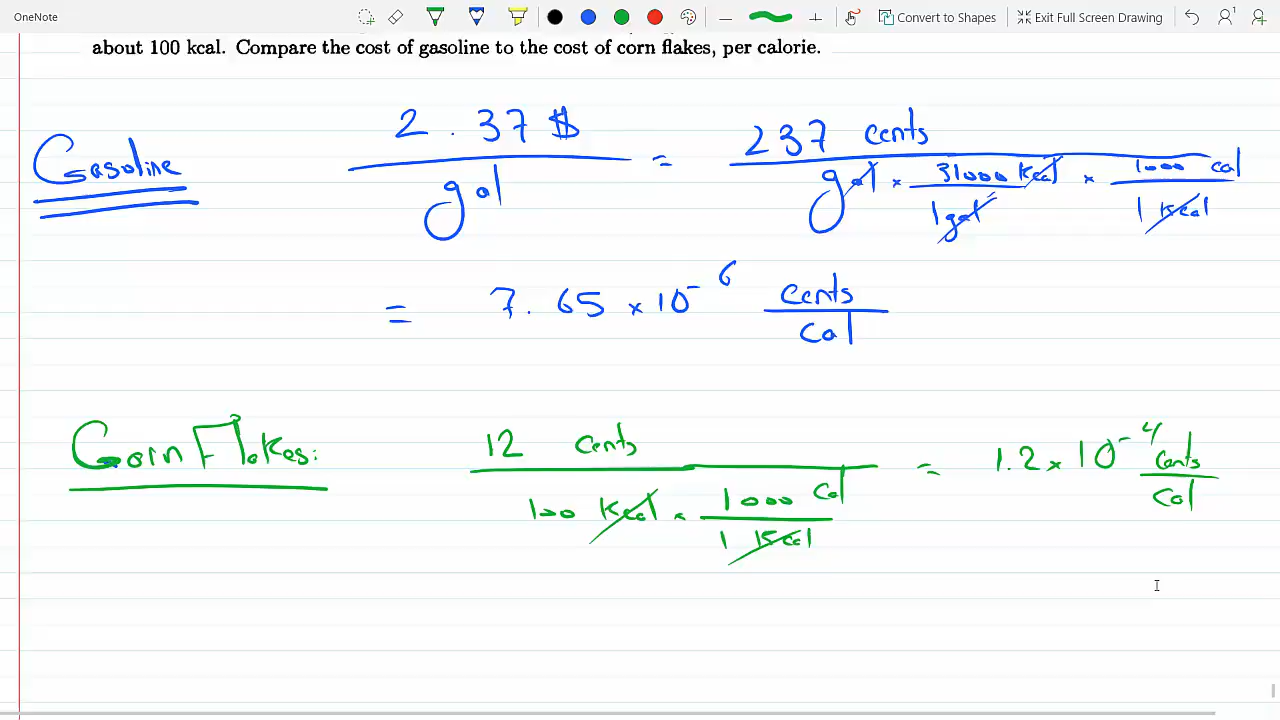 OneNote
Convert to Shapes
Exit Full Screen Drawing
about 100 kcal. Compare the cost of gasoline to the cost of corn flakes, per calorie.
Gasoline
2.37 $ / gal = 237 cents / gal × 31000 kcal / 1 gal × 1000 cal / 1 kcal
= 7.65 × 10^-6 cents / cal
Corn Flakes:
12 cents / 100 kcal × 1000 cal / 1 kcal = 1.2 × 10^-4 cents / cal